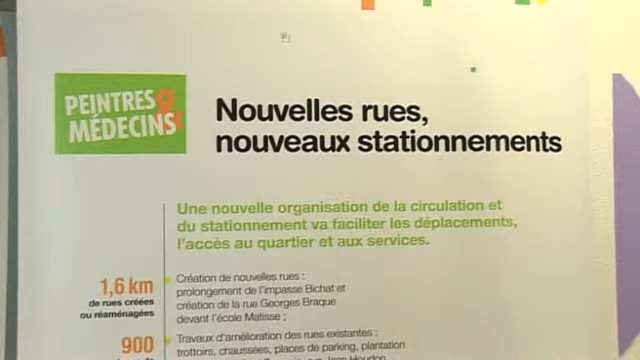 PEINTRES &
MÉDECINS
Nouvelles rues,
nouveaux stationnements
Une nouvelle organisation de la circulation et
du stationnement va faciliter les déplacements,
l'accès au quartier et aux services.
1,6 km
de rues créées
ou réaménagées
Création de nouvelles rues :
prolongement de l'impasse Bichat et
création de la rue Georges Braque
devant l'école Matisse ;
900
Travaux d'amélioration des rues existantes :
trottoirs, chaussées, places de parking, plantation